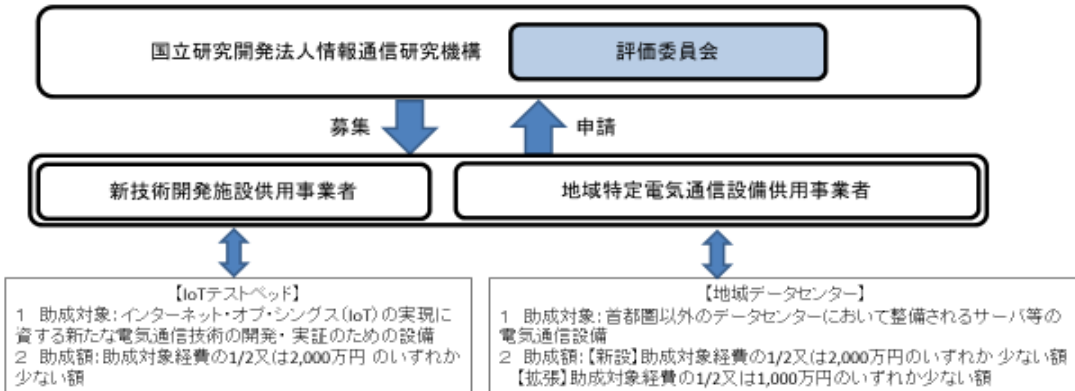 国立研究開発法人情報通信研究機構
評価委員会
募集
申請
新技術開発施設供用事業者
地域特定電気通信設備供用事業者
【IoTテストベッド】
1 助成対象:インターネット・オブ・シングス(IoT)の実現に
資する新たな電気通信技術の開発・実証のための設備
2 助成額:助成対象経費の1/2又は2,000万円 のいずれか
少ない額
【地域データセンター】
1 助成対象:首都圏以外のデータセンターにおいて整備されるサーバ等の
電気通信設備
2 助成額:【新設】助成対象経費の1/2又は2,000万円のいずれか 少ない額
【拡張】助成対象経費の1/2又は1,000万円のいずれか少ない額